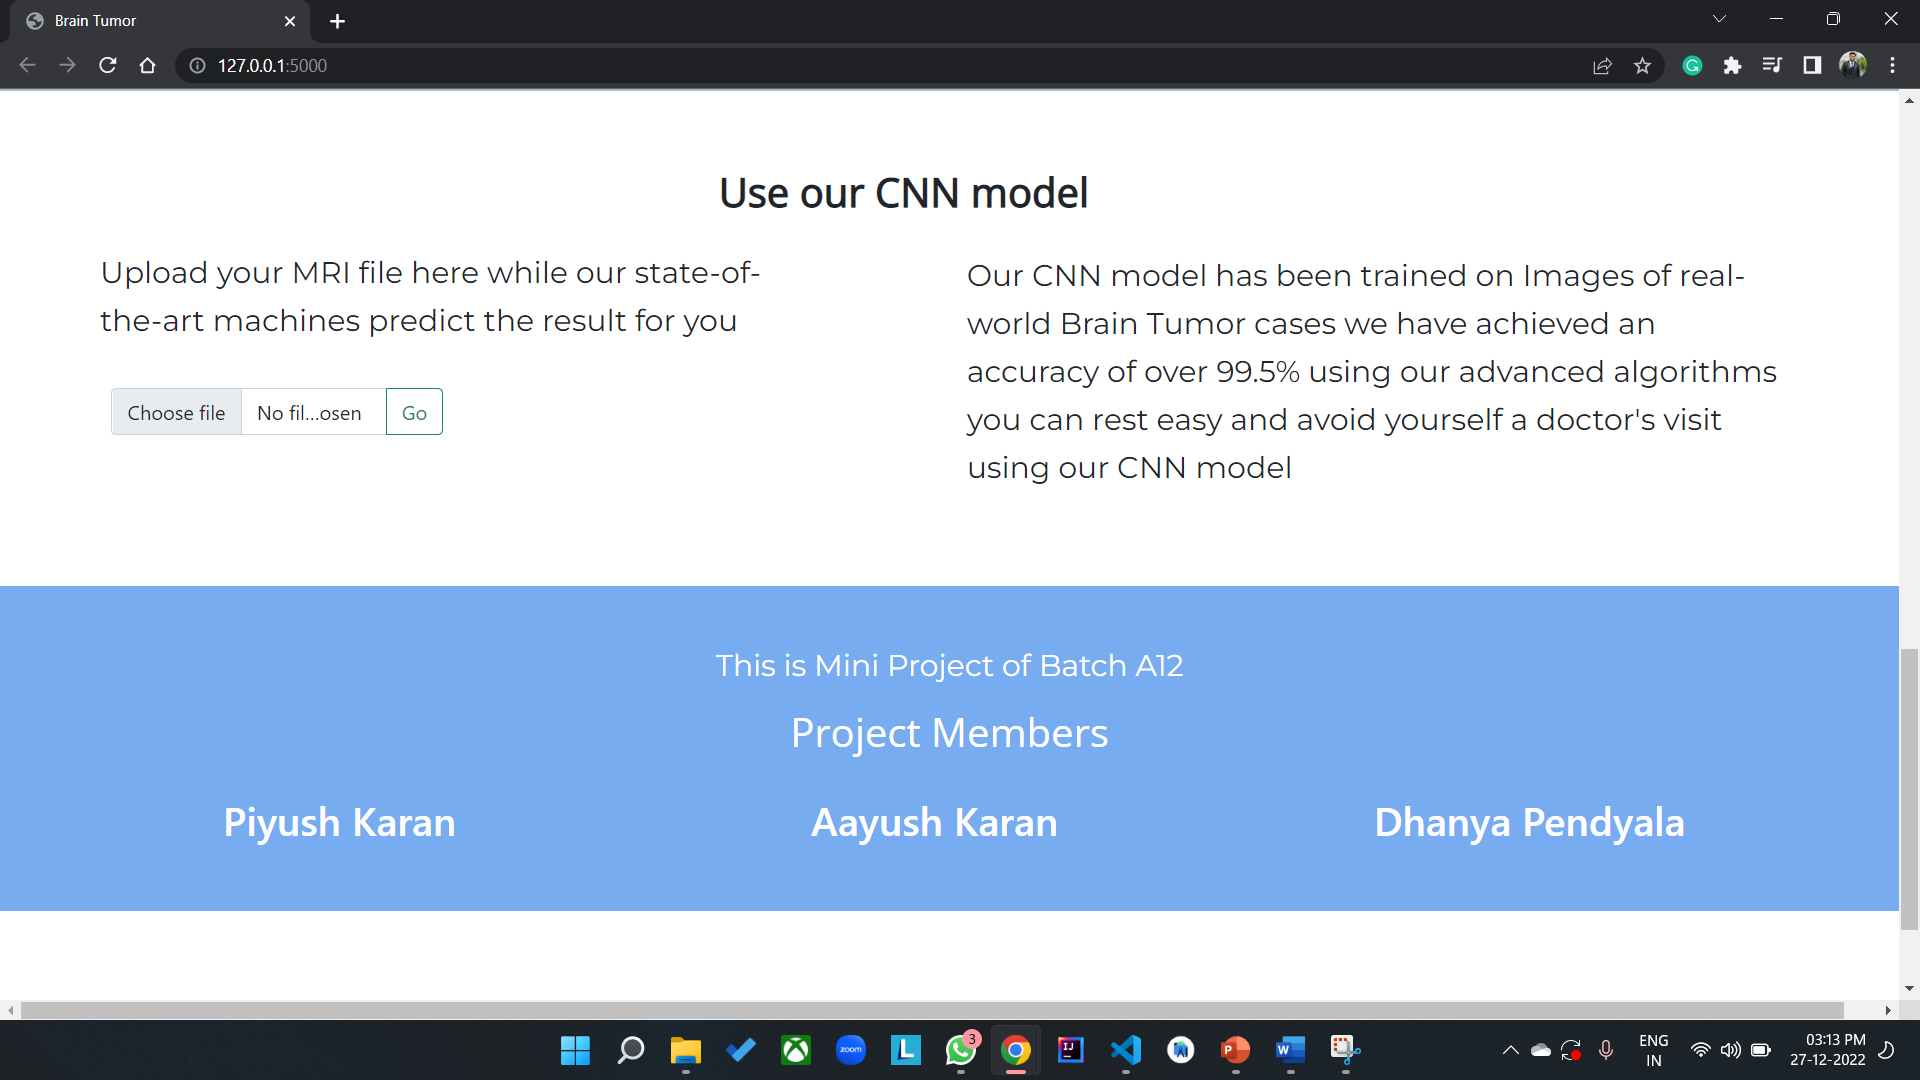 Brain Tumor
127.0.0.1:5000
Use our CNN model
Upload your MRI file here while our state-of-
the-art machines predict the result for you
Choose file No fil...osen Go
Our CNN model has been trained on Images of real-
world Brain Tumor cases we have achieved an
accuracy of over 99.5% using our advanced algorithms
you can rest easy and avoid yourself a doctor's visit
using our CNN model
This is Mini Project of Batch A12
Project Members
Piyush Karan Aayush Karan Dhanya Pendyala
zoom
L
3
IJ
P
W
ENG
IN
03:13 PM
27-12-2022